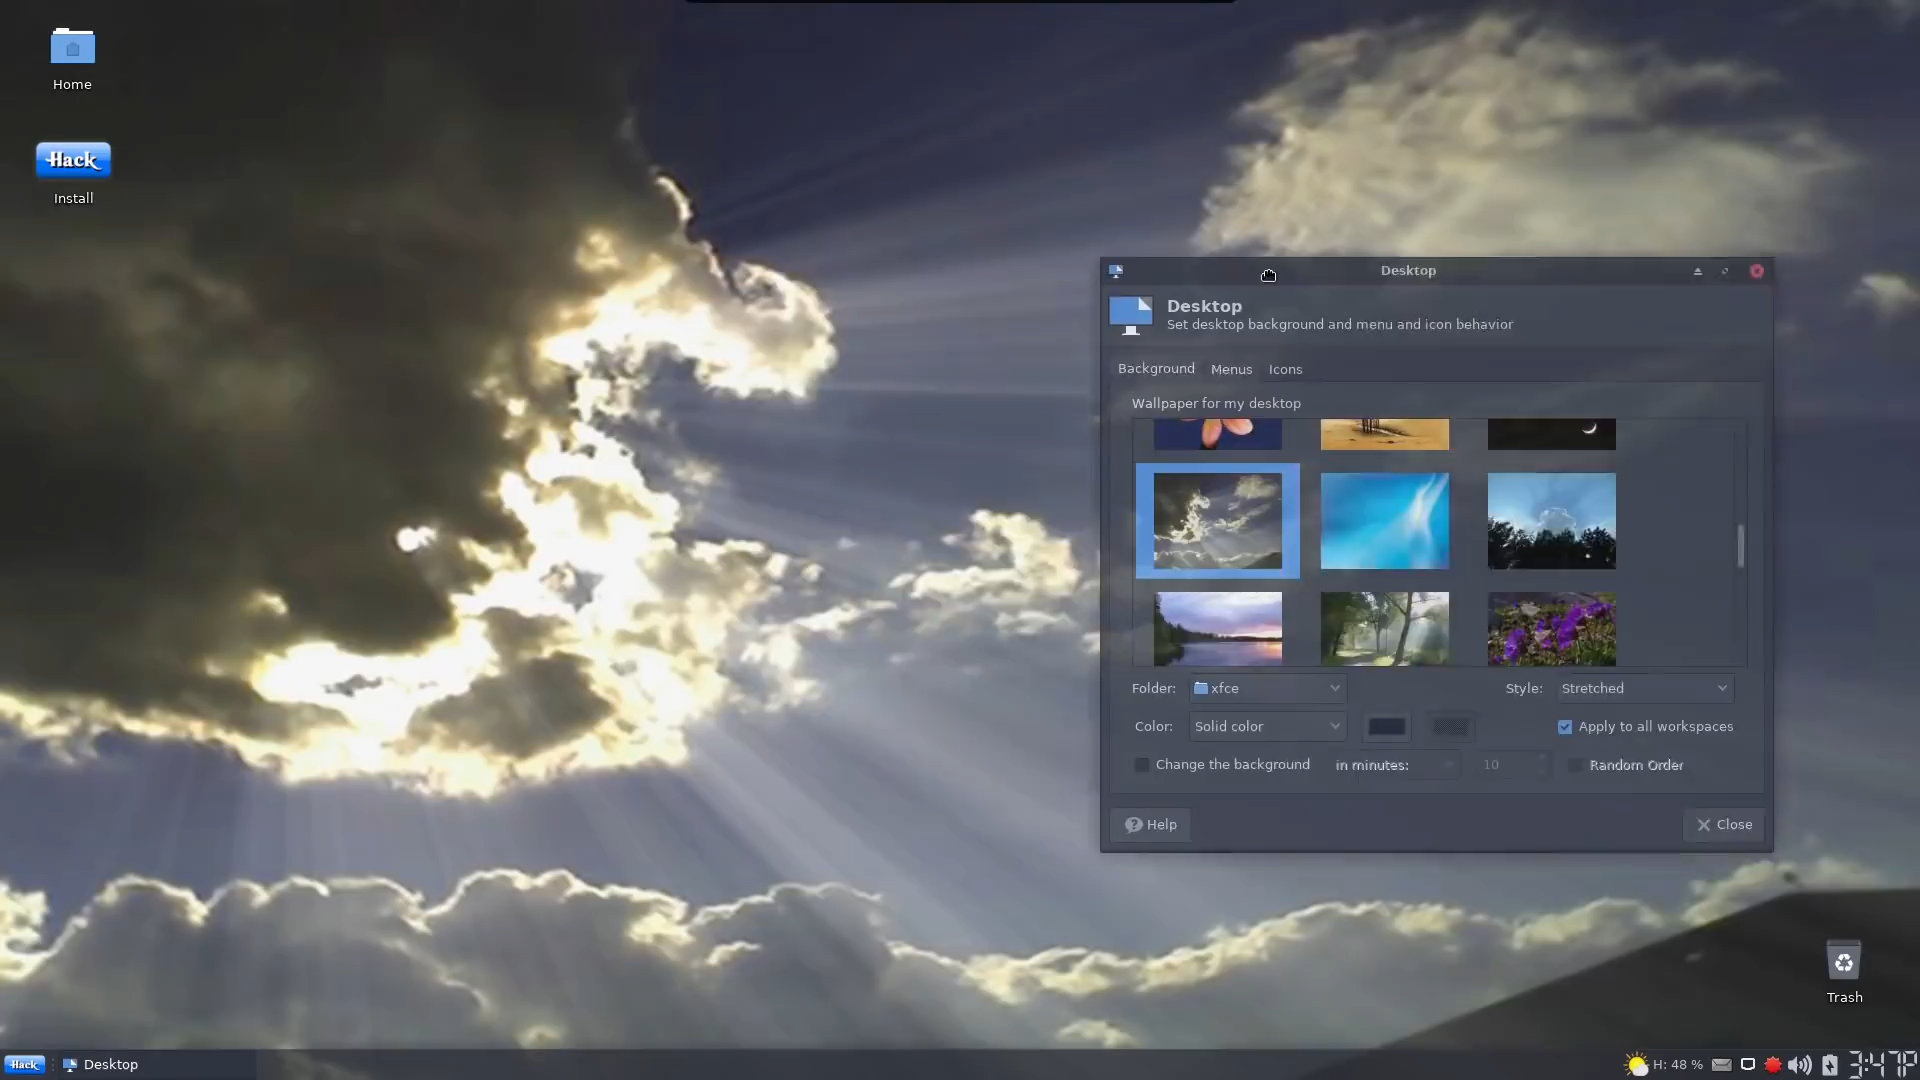 Home
Hack
Install
Desktop
Desktop
Set desktop background and menu and icon behavior
Background Menus Icons
Wallpaper for my desktop
Folder: xfce Style: Stretched
Color: Solid color Apply to all workspaces
Change the background in minutes: 10 Random Order
Help Close
Trash
Hack Desktop H: 48 % 3:47P